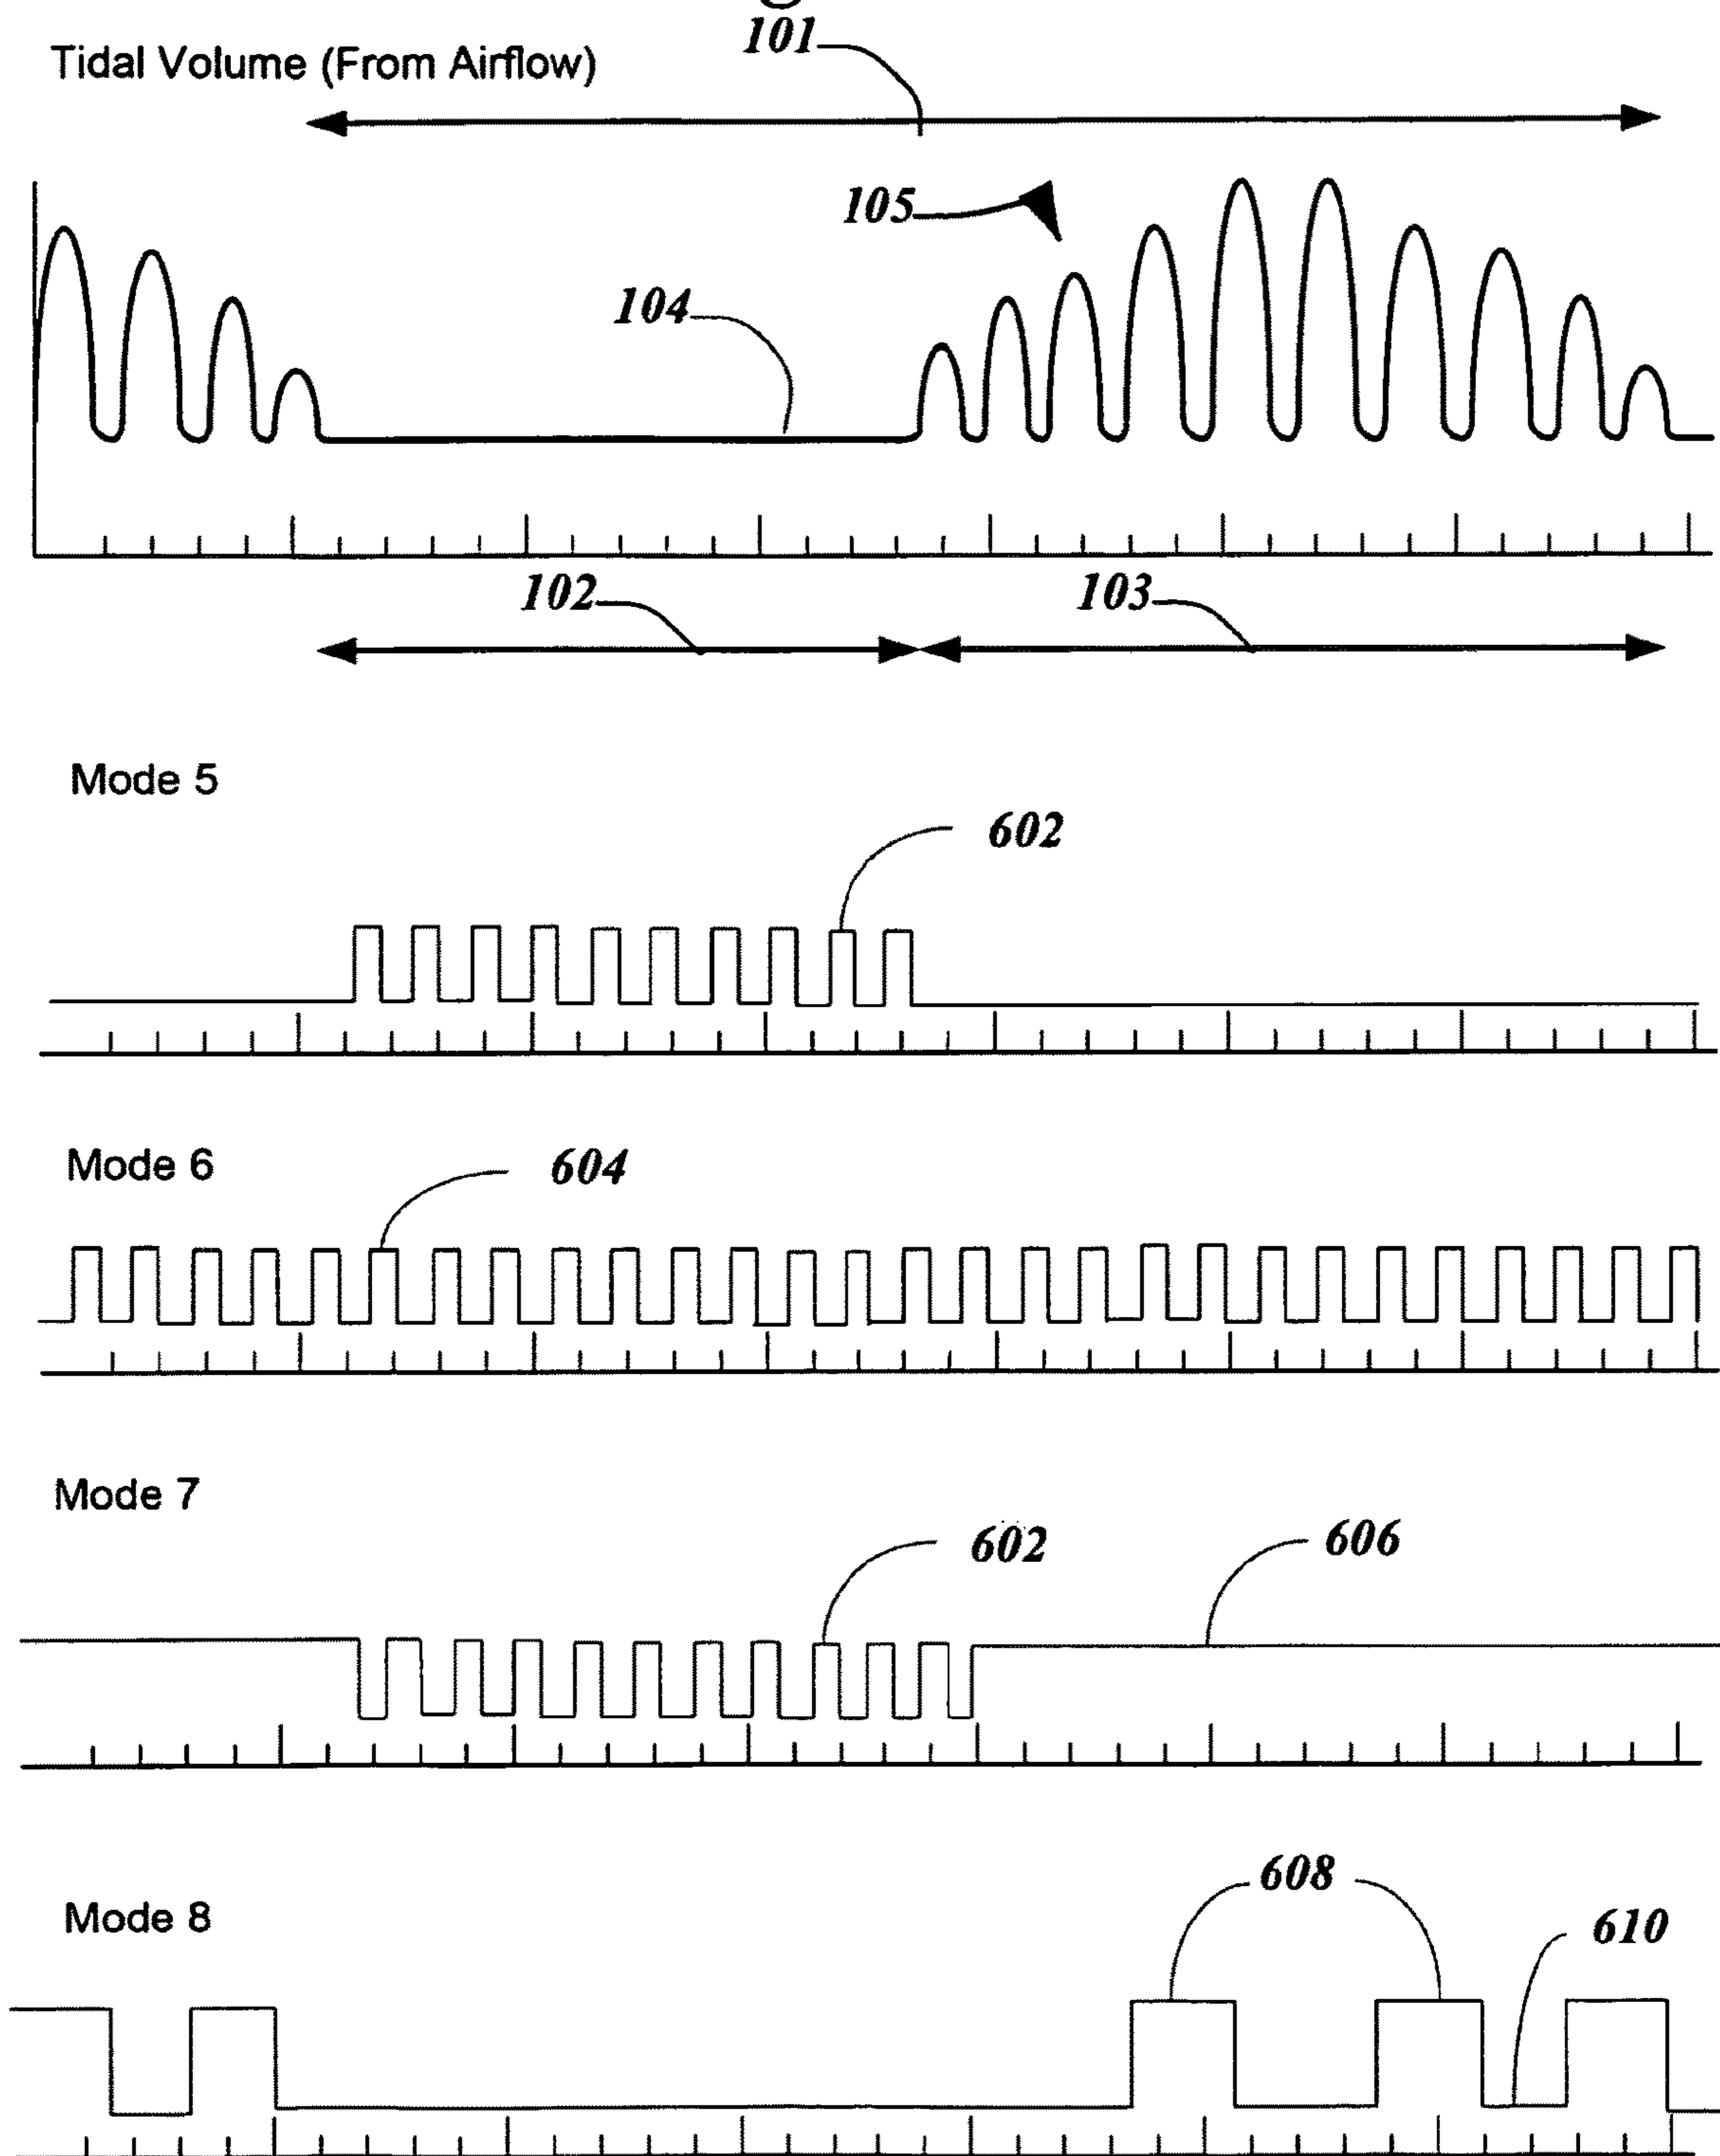 101
Tidal Volume (From Airflow)
105
104
102 103
Mode 5
602
Mode 6 604
Mode 7
602 606
608
Mode 8 610